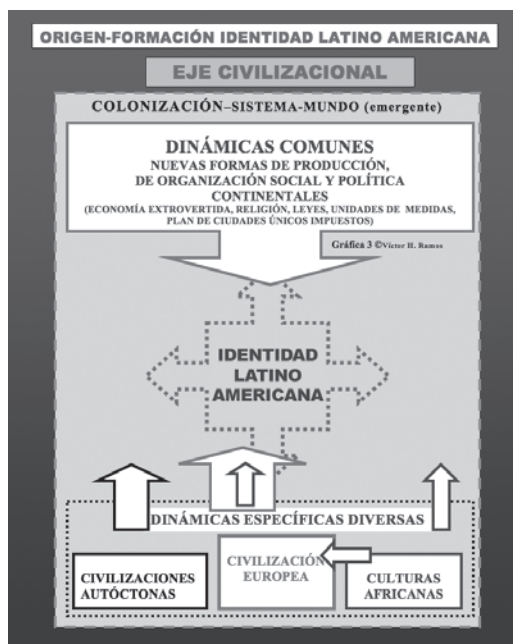 ORIGEN-FORMACIÓN IDENTIDAD LATINO AMERICANA
EJE CIVILIZACIONAL
COLONIZACIÓN–SISTEMA-MUNDO (emergente)
DINÁMICAS COMUNES
NUEVAS FORMAS DE PRODUCCIÓN,
DE ORGANIZACIÓN SOCIAL Y POLÍTICA
CONTINENTALES
(ECONOMÍA EXTROVERTIDA, RELIGIÓN, LEYES, UNIDADES DE MEDIDAS,
PLAN DE CIUDADES ÚNICOS IMPUESTOS)
Gráfica 3 ©Víctor H. Ramos
IDENTIDAD
LATINO
AMERICANA
DINÁMICAS ESPECÍFICAS DIVERSAS
CIVILIZACIONES
AUTÓCTONAS
CIVILIZACIÓN
EUROPEA
CULTURAS
AFRICANAS